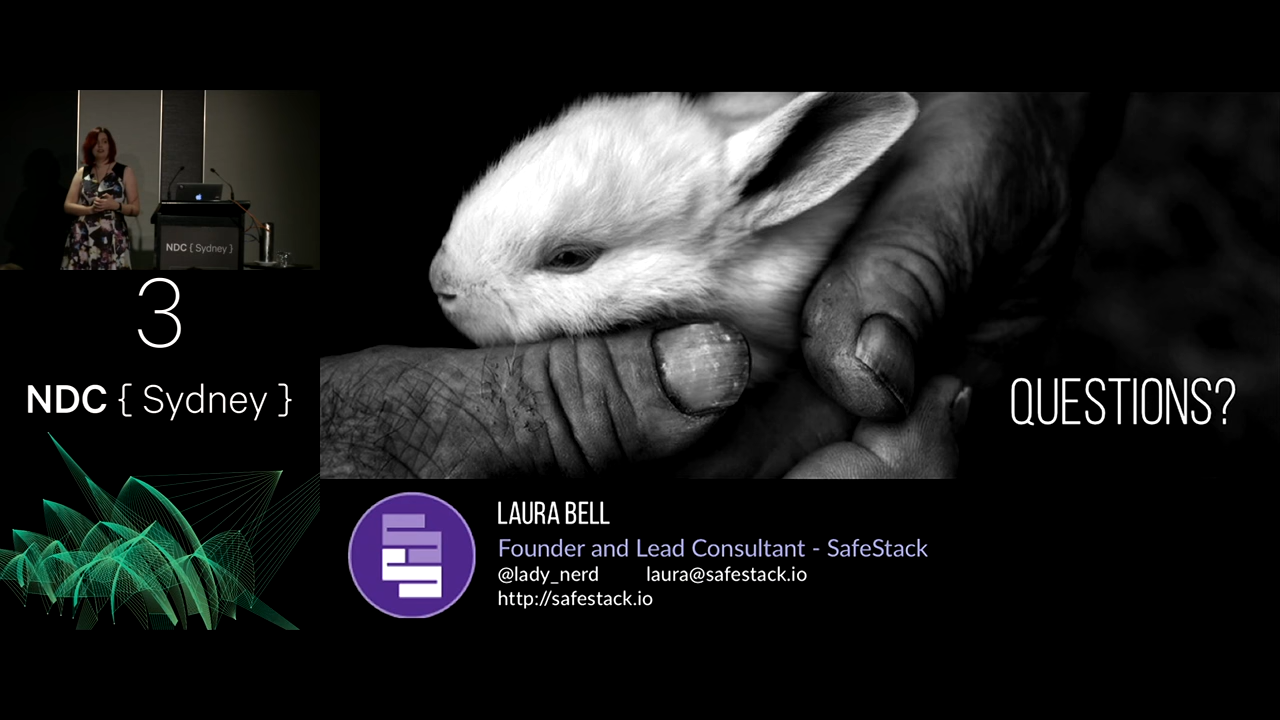 NDC { Sydney }
3
NDC { Sydney }
QUESTIONS?
LAURA BELL
Founder and Lead Consultant - SafeStack
@lady_nerd laura@safestack.io
http://safestack.io